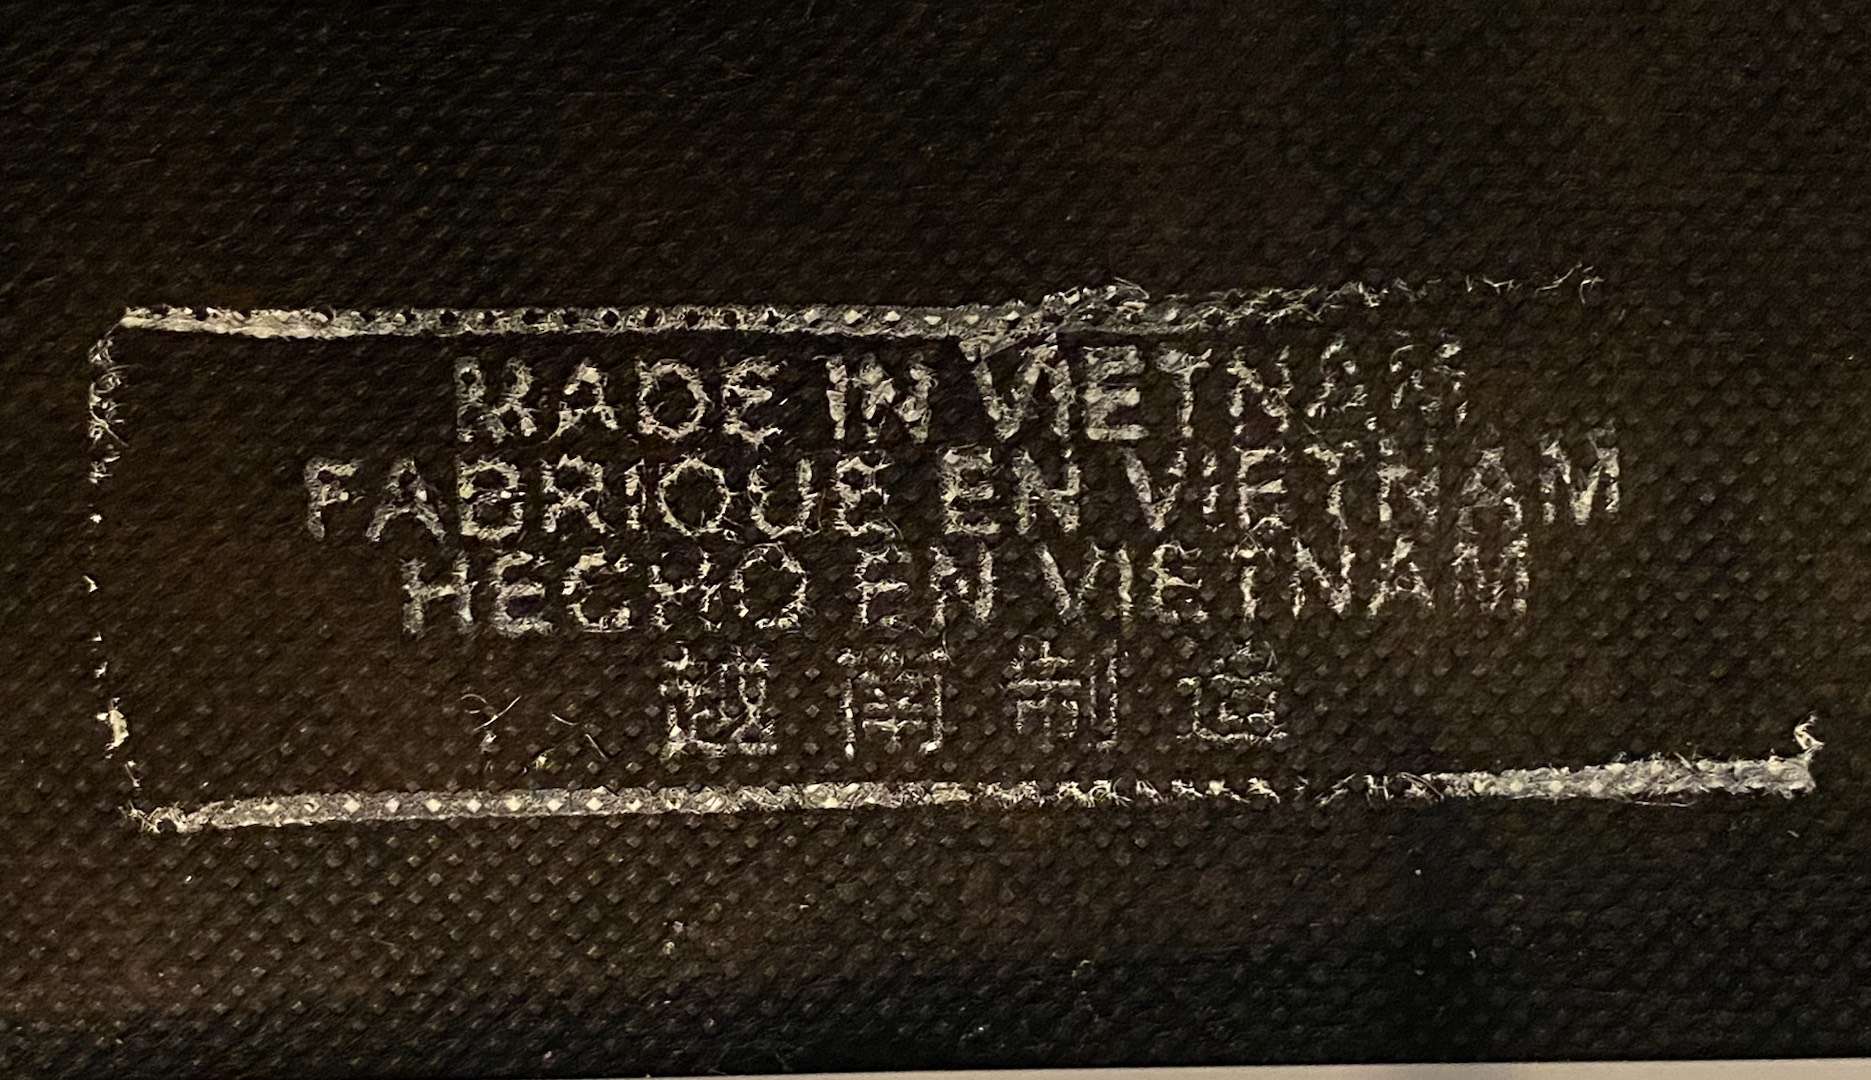 MADE IN VIETNAM
FABRIQUE EN VIETNAM
HECHO EN VIETNAM
越南制造